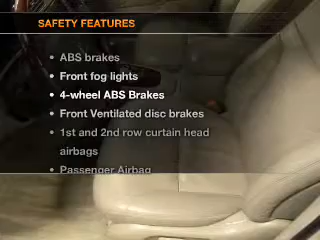 SAFETY FEATURES
• ABS brakes
• Front fog lights
• 4-wheel ABS Brakes
• Front Ventilated disc brakes
• 1st and 2nd row curtain head
airbags
• Passenger Airbag